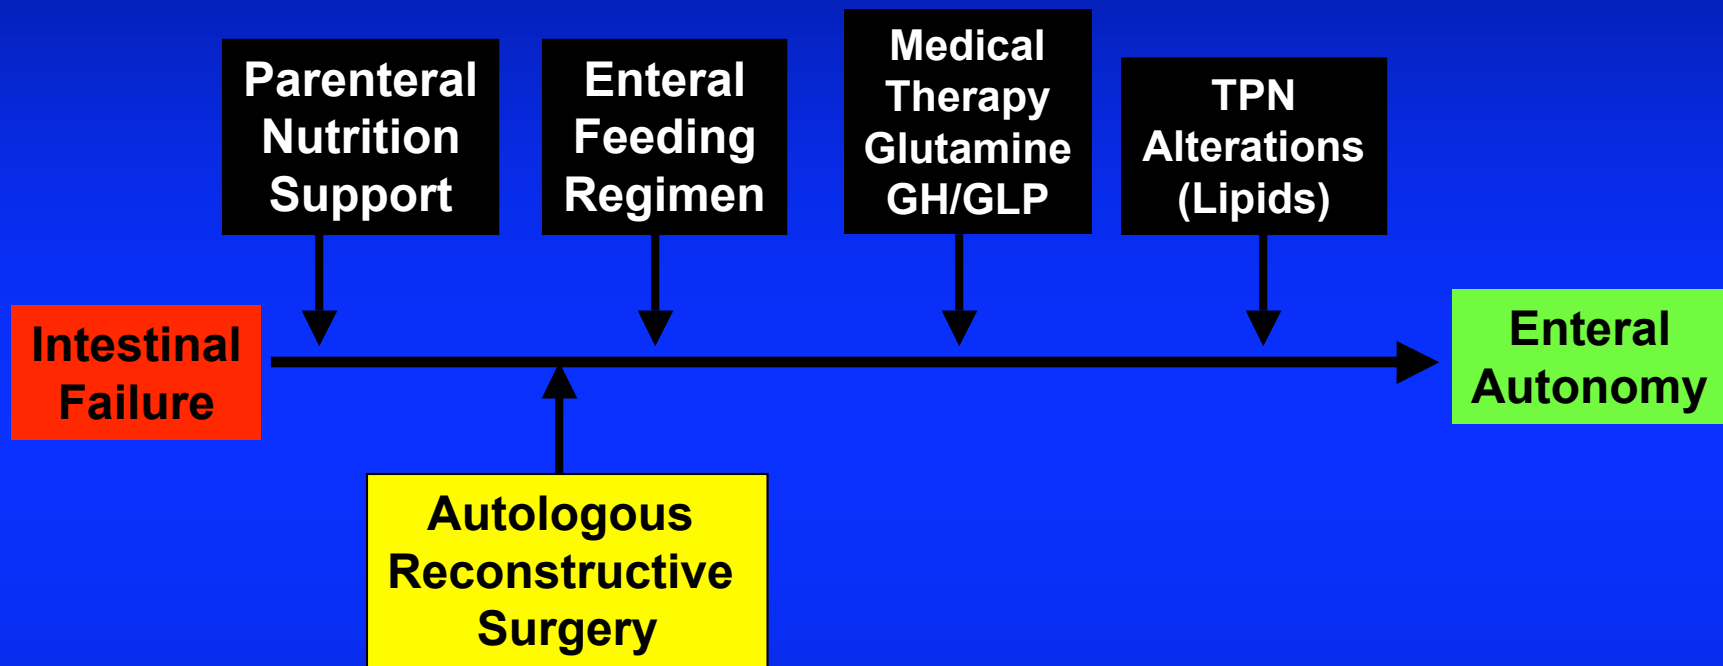 Parenteral
Nutrition
Support
Enteral
Feeding
Regimen
Medical
Therapy
Glutamine
GH/GLP
TPN
Alterations
(Lipids)
Intestinal
Failure
Enteral
Autonomy
Autologous
Reconstructive
Surgery